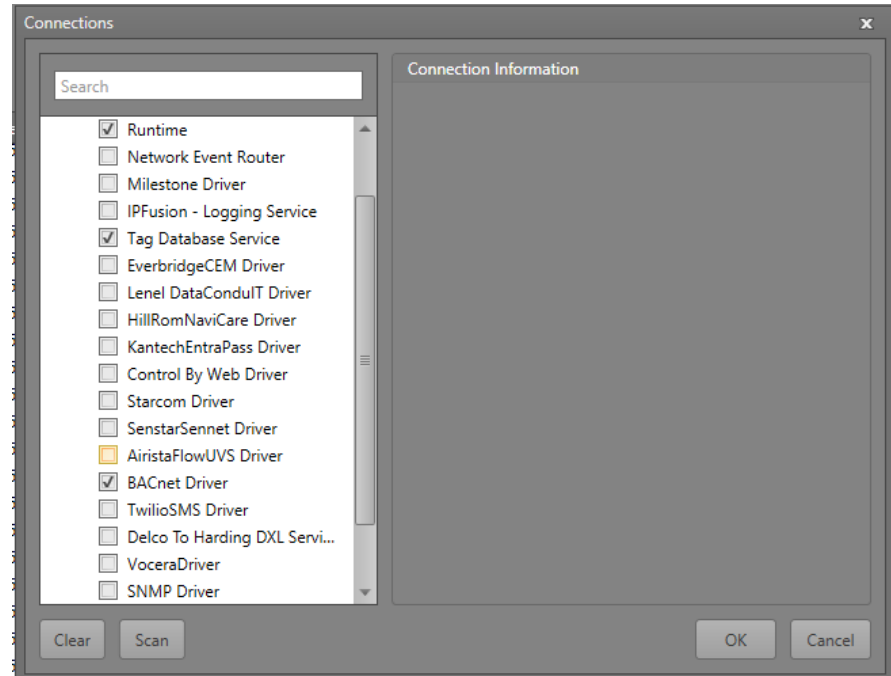 Connections
Search
Connection Information
Runtime
Network Event Router
Milestone Driver
IPFusion - Logging Service
Tag Database Service
EverbridgeCEM Driver
Lenel DataConduIT Driver
HillRomNaviCare Driver
KantechEntraPass Driver
Control By Web Driver
Starcom Driver
SenstarSennet Driver
AiristaFlowUVS Driver
BACnet Driver
TwilioSMS Driver
Delco To Harding DXL Servi...
VoceraDriver
SNMP Driver
Clear
Scan
OK
Cancel